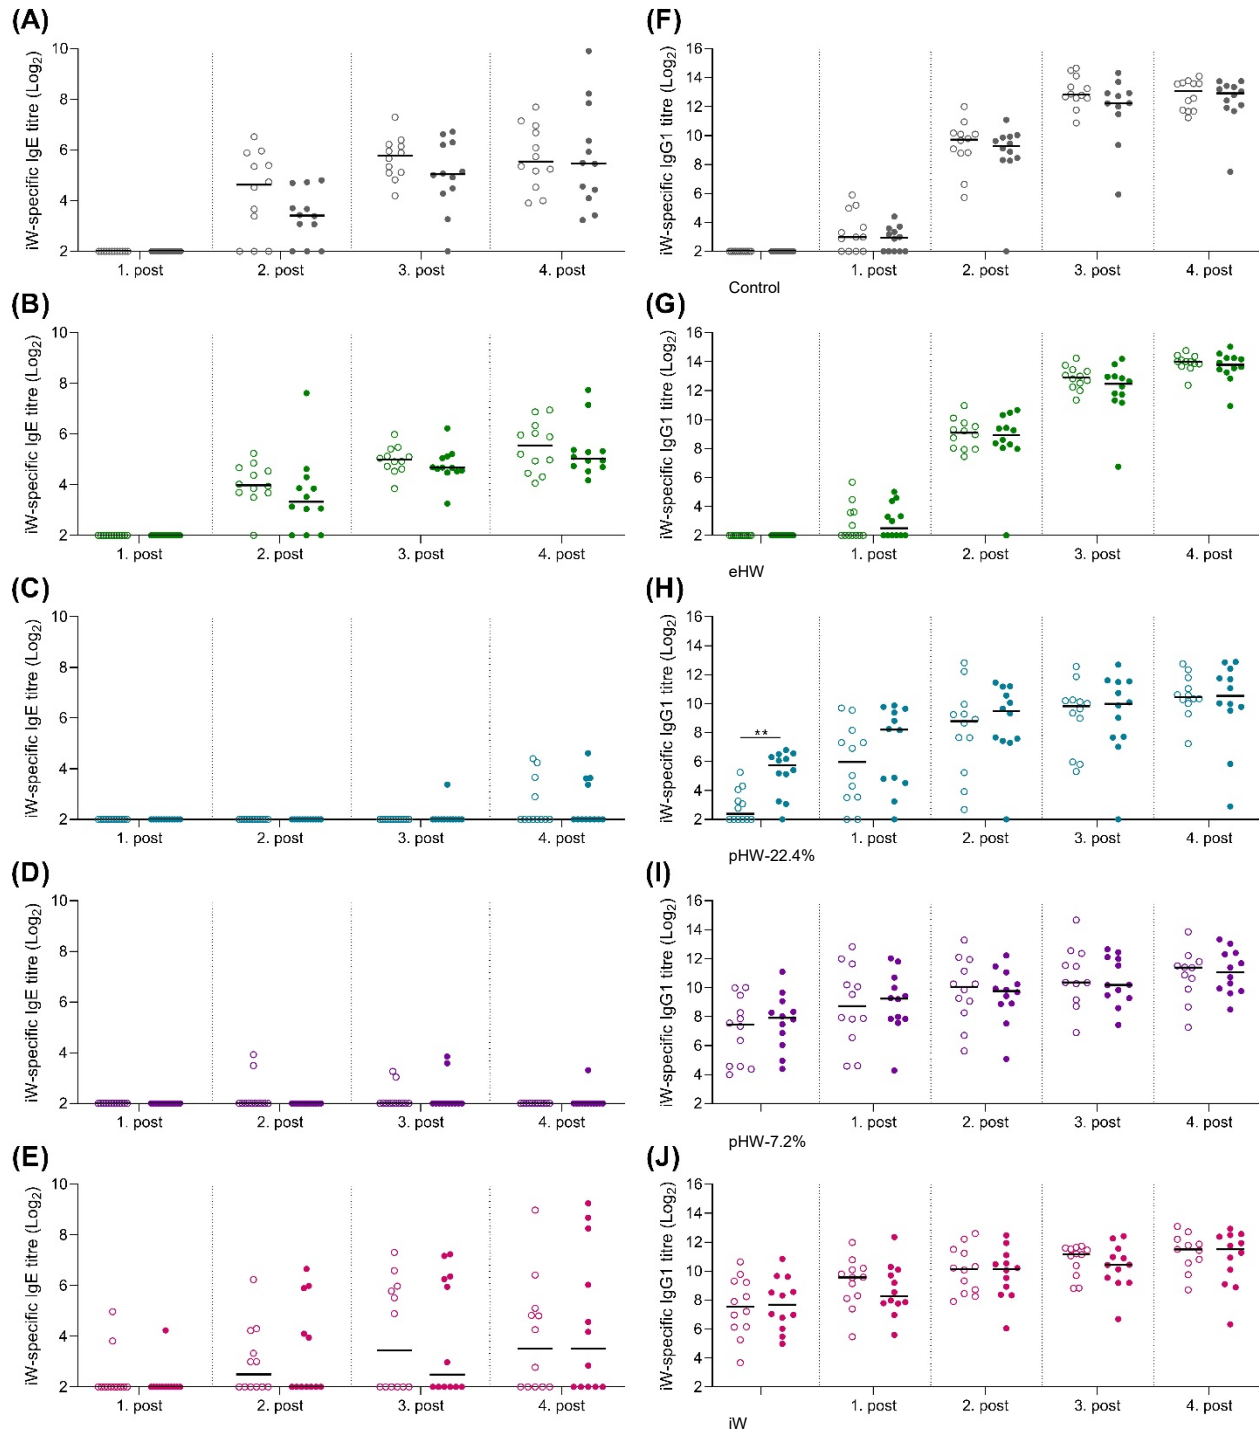 (A)
iW-specific IgE titre (Log₂)
10
8
6
4
2
1. post
2. post
3. post
4. post
(F)
iW-specific IgG1 titre (Log₂)
16
14
12
10
8
6
4
2
1. post
2. post
3. post
4. post
Control
(B)
iW-specific IgE titre (Log₂)
10
8
6
4
2
1. post
2. post
3. post
4. post
(G)
iW-specific IgG1 titre (Log₂)
16
14
12
10
8
6
4
2
1. post
2. post
3. post
4. post
eHW
(C)
iW-specific IgE titre (Log₂)
10
8
6
4
2
1. post
2. post
3. post
4. post
(H)
iW-specific IgG1 titre (Log₂)
16
14
12
10
8
6
4
2
**
1. post
2. post
3. post
4. post
pHW-22.4%
(D)
iW-specific IgE titre (Log₂)
10
8
6
4
2
1. post
2. post
3. post
4. post
(I)
iW-specific IgG1 titre (Log₂)
16
14
12
10
8
6
4
2
1. post
2. post
3. post
4. post
pHW-7.2%
(E)
iW-specific IgE titre (Log₂)
10
8
6
4
2
1. post
2. post
3. post
4. post
(J)
iW-specific IgG1 titre (Log₂)
16
14
12
10
8
6
4
2
1. post
2. post
3. post
4. post
iW